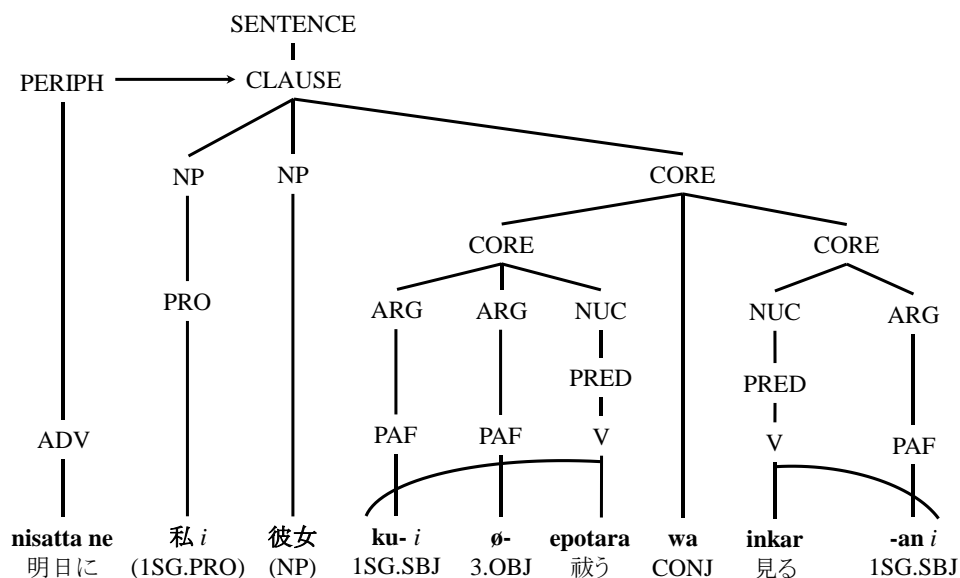 SENTENCE
PERIPH CLAUSE
NP NP CORE
CORE CORE
PRO ARG ARG NUC NUC ARG
PRED PRED
ADV PAF PAF V V PAF
nisatta ne 私 i 彼女 ku- i ø- epotara wa inkar -an i
明日に (1SG.PRO) (NP) 1SG.SBJ 3.OBJ 祓う CONJ 見る 1SG.SBJ